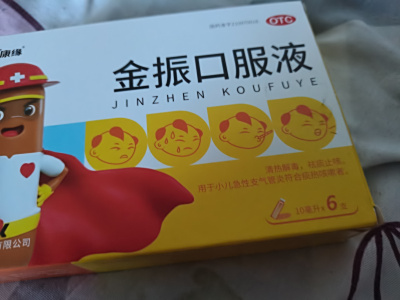 康缘
OTC
金振口服液
JINZHEN KOUFUYE
清热解毒，祛痰止咳。
用于小儿急性支气管炎符合痰热咳嗽者，
10毫升×6支
有限公司